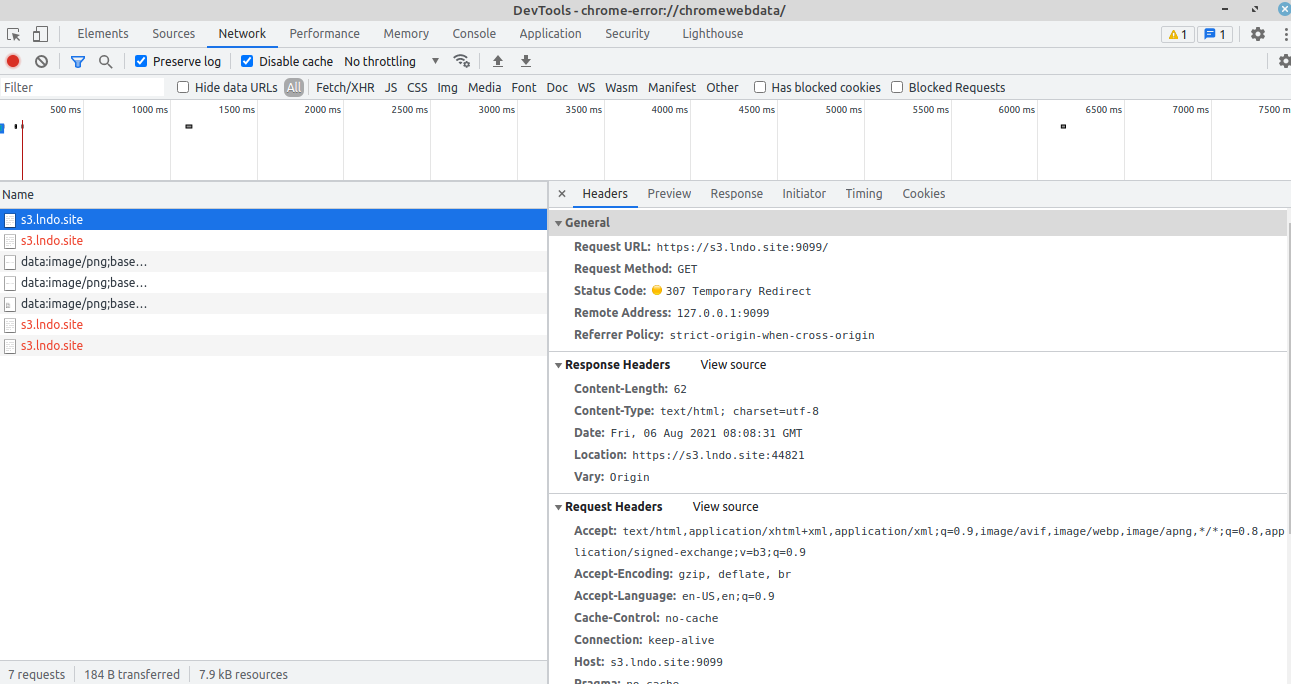 DevTools - chrome-error://chromewebdata/
Elements Sources Network Performance Memory Console Application Security Lighthouse 1 1
Preserve log Disable cache No throttling
Filter Hide data URLs All Fetch/XHR JS CSS Img Media Font Doc WS Wasm Manifest Other Has blocked cookies Blocked Requests
500 ms 1000 ms 1500 ms 2000 ms 2500 ms 3000 ms 3500 ms 4000 ms 4500 ms 5000 ms 5500 ms 6000 ms 6500 ms 7000 ms 7500 m
Name
s3.lndo.site
s3.lndo.site
data:image/png;base…
data:image/png;base…
data:image/png;base…
s3.lndo.site
s3.lndo.site
7 requests 184 B transferred 7.9 kB resources
× Headers Preview Response Initiator Timing Cookies
General
Request URL: https://s3.lndo.site:9099/
Request Method: GET
Status Code: 307 Temporary Redirect
Remote Address: 127.0.0.1:9099
Referrer Policy: strict-origin-when-cross-origin
Response Headers View source
Content-Length: 62
Content-Type: text/html; charset=utf-8
Date: Fri, 06 Aug 2021 08:08:31 GMT
Location: https://s3.lndo.site:44821
Vary: Origin
Request Headers View source
Accept: text/html,application/xhtml+xml,application/xml;q=0.9,image/avif,image/webp,image/apng,*/*;q=0.8,app
lication/signed-exchange;v=b3;q=0.9
Accept-Encoding: gzip, deflate, br
Accept-Language: en-US,en;q=0.9
Cache-Control: no-cache
Connection: keep-alive
Host: s3.lndo.site:9099
Pragma: no-cache